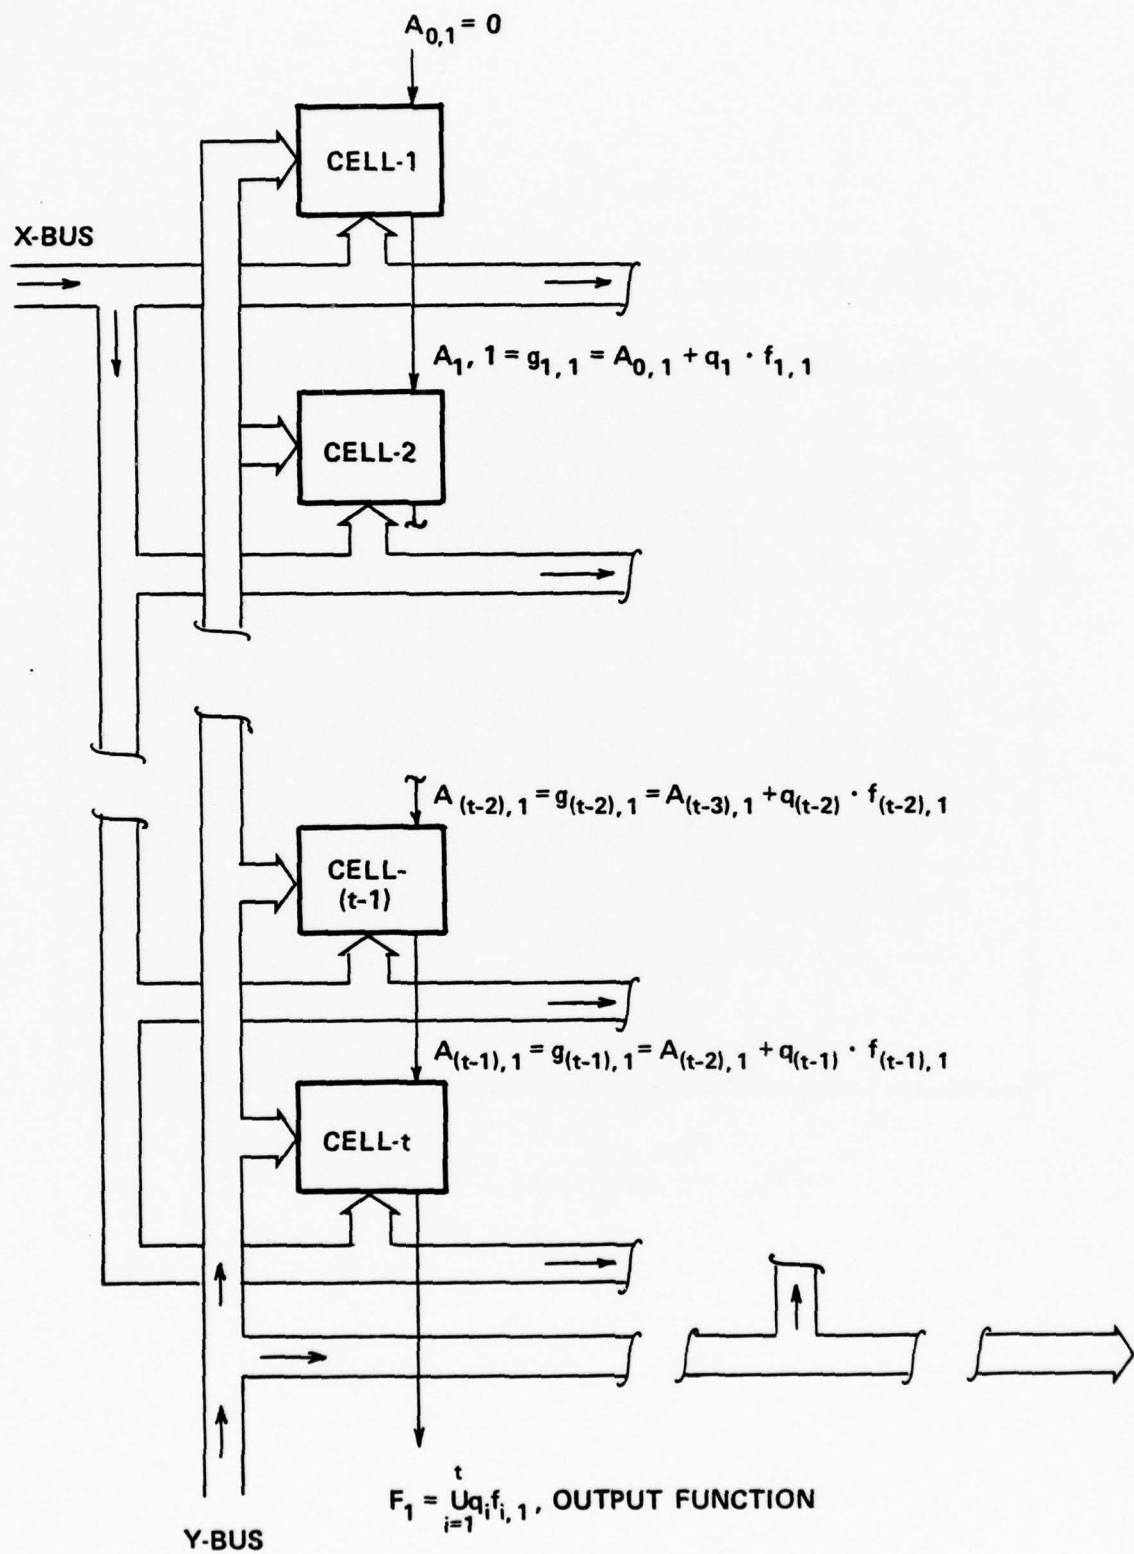 A0,1 = 0
CELL-1
X-BUS
A1, 1 = g1, 1 = A0, 1 + q1 · f1, 1
CELL-2
A(t-2), 1 = g(t-2), 1 = A(t-3), 1 + q(t-2) · f(t-2), 1
CELL-
(t-1)
A(t-1), 1 = g(t-1), 1 = A(t-2), 1 + q(t-1) · f(t-1), 1
CELL-t
t
F1 = Uqifi, 1, OUTPUT FUNCTION
i=1
Y-BUS